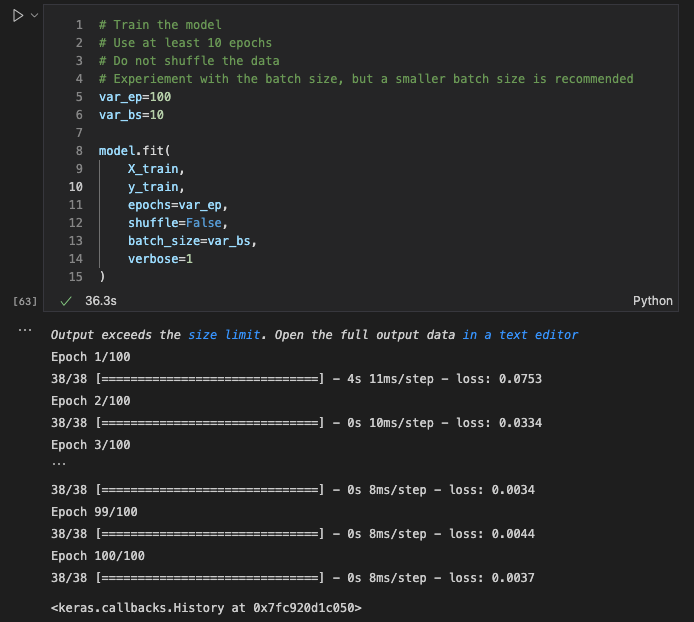 1 # Train the model
2 # Use at least 10 epochs
3 # Do not shuffle the data
4 # Experiement with the batch size, but a smaller batch size is recommended
5 var_ep=100
6 var_bs=10
7
8 model.fit(
9     X_train,
10     y_train,
11     epochs=var_ep,
12     shuffle=False,
13     batch_size=var_bs,
14     verbose=1
15 )
[63] ✓ 36.3s Python
... Output exceeds the size limit. Open the full output data in a text editor
Epoch 1/100
38/38 [==============================] - 4s 11ms/step - loss: 0.0753
Epoch 2/100
38/38 [==============================] - 0s 10ms/step - loss: 0.0334
Epoch 3/100
...
38/38 [==============================] - 0s 8ms/step - loss: 0.0034
Epoch 99/100
38/38 [==============================] - 0s 8ms/step - loss: 0.0044
Epoch 100/100
38/38 [==============================] - 0s 8ms/step - loss: 0.0037
<keras.callbacks.History at 0x7fc920d1c050>